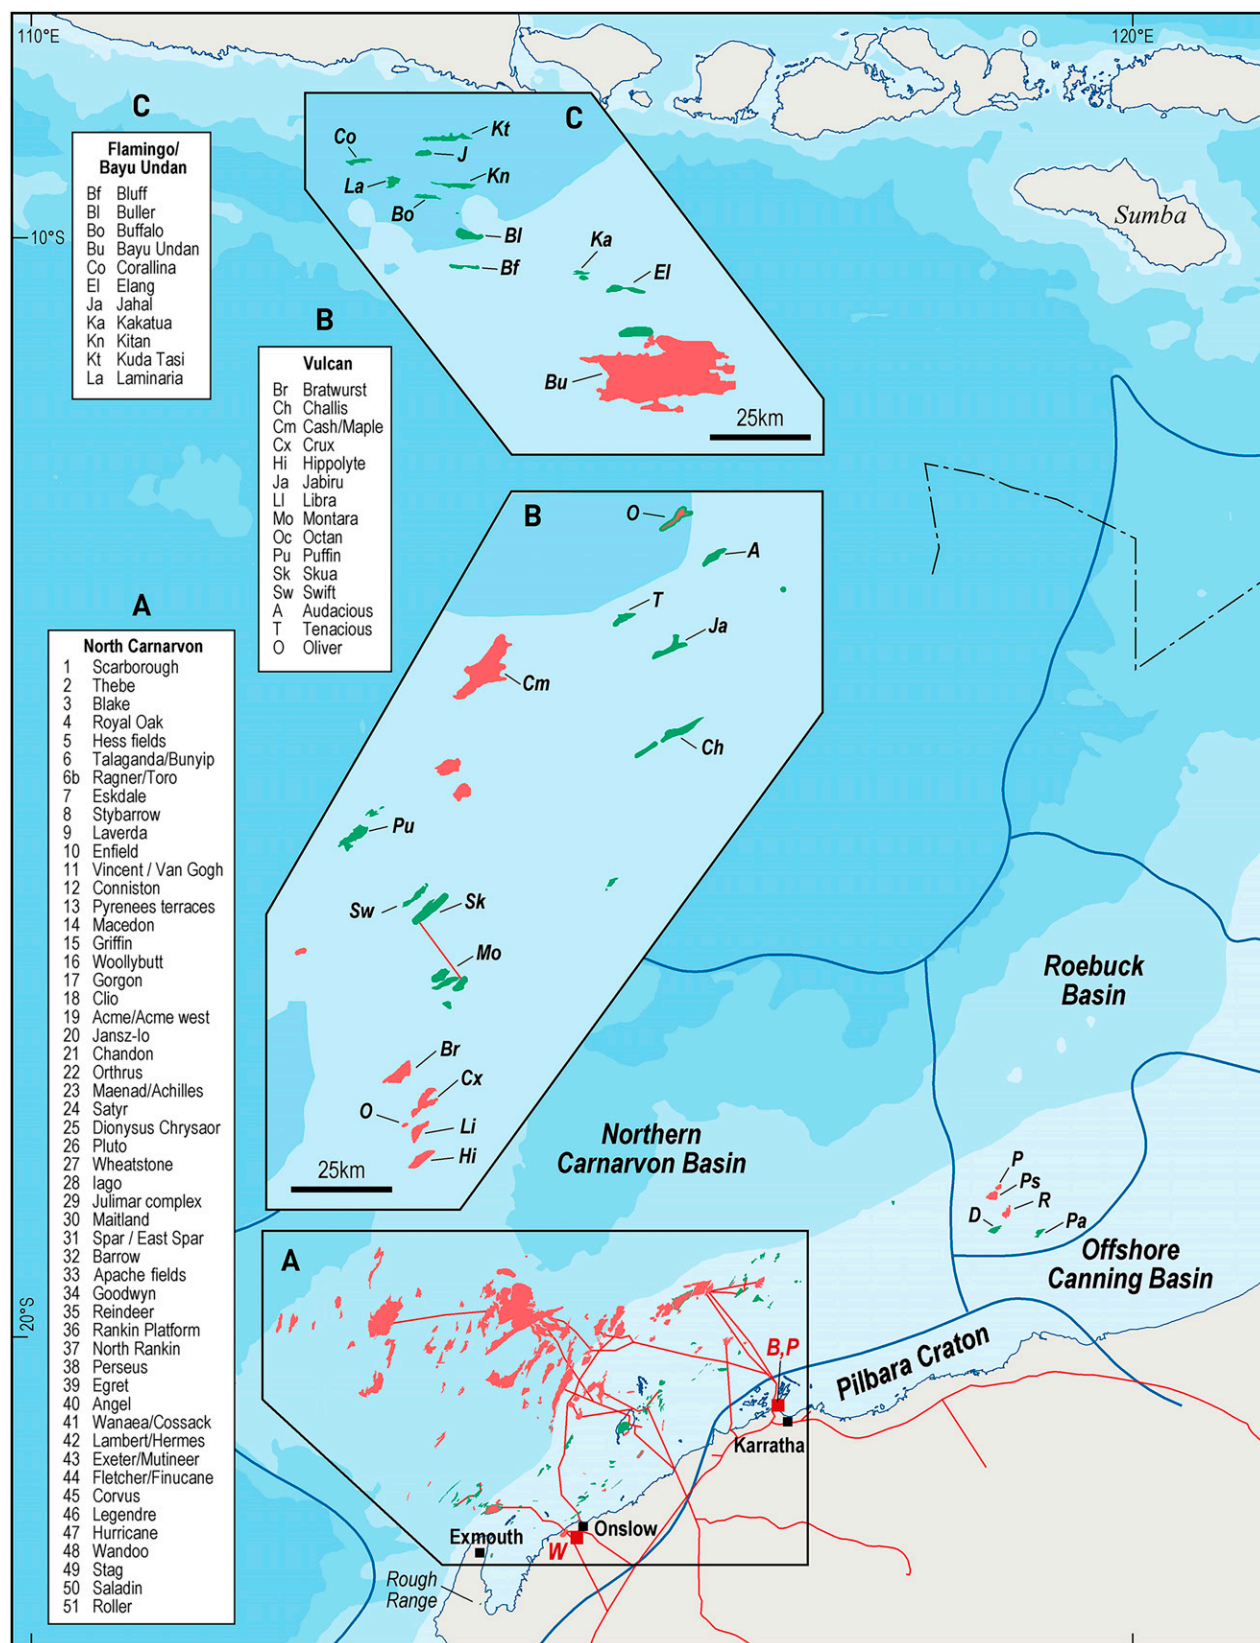 110°E
120°E
C
Flamingo/
Bayu Undan
Bf Bluff
Bl Buller
Bo Buffalo
Bu Bayu Undan
Co Corallina
El Elang
Ja Jahal
Ka Kakatua
Kn Kitan
Kt Kuda Tasi
La Laminaria
10°S
C
Co
Kt
J
La
Kn
Bo
Bl
Bf
Ka
El
Bu
25km
Sumba
B
Vulcan
Br Bratwurst
Ch Challis
Cm Cash/Maple
Cx Crux
Hi Hippolyte
Ja Jabiru
LI Libra
Mo Montara
Oc Octan
Pu Puffin
Sk Skua
Sw Swift
A Audacious
T Tenacious
O Oliver
B
O
A
T
Ja
Cm
Ch
Pu
Sw
Sk
Mo
Br
Cx
O
Li
Hi
25km
A
North Carnarvon
1 Scarborough
2 Thebe
3 Blake
4 Royal Oak
5 Hess fields
6 Talaganda/Bunyip
6b Ragner/Toro
7 Eskdale
8 Stybarrow
9 Laverda
10 Enfield
11 Vincent / Van Gogh
12 Conniston
13 Pyrenees terraces
14 Macedon
15 Griffin
16 Woollybutt
17 Gorgon
18 Clio
19 Acme/Acme west
20 Jansz-Io
21 Chandon
22 Orthrus
23 Maenad/Achilles
24 Satyr
25 Dionysus Chrysaor
26 Pluto
27 Wheatstone
28 Iago
29 Julimar complex
30 Maitland
31 Spar / East Spar
32 Barrow
33 Apache fields
34 Goodwyn
35 Reindeer
36 Rankin Platform
37 North Rankin
38 Perseus
39 Egret
40 Angel
41 Wanaea/Cossack
42 Lambert/Hermes
43 Exeter/Mutineer
44 Fletcher/Finucane
45 Corvus
46 Legendre
47 Hurricane
48 Wandoo
49 Stag
50 Saladin
51 Roller
20°S
Roebuck
Basin
Northern
Carnarvon Basin
P
Ps
R
D
Pa
Offshore
Canning Basin
A
B,P
Pilbara Craton
Karratha
Onslow
Exmouth
W
Rough
Range